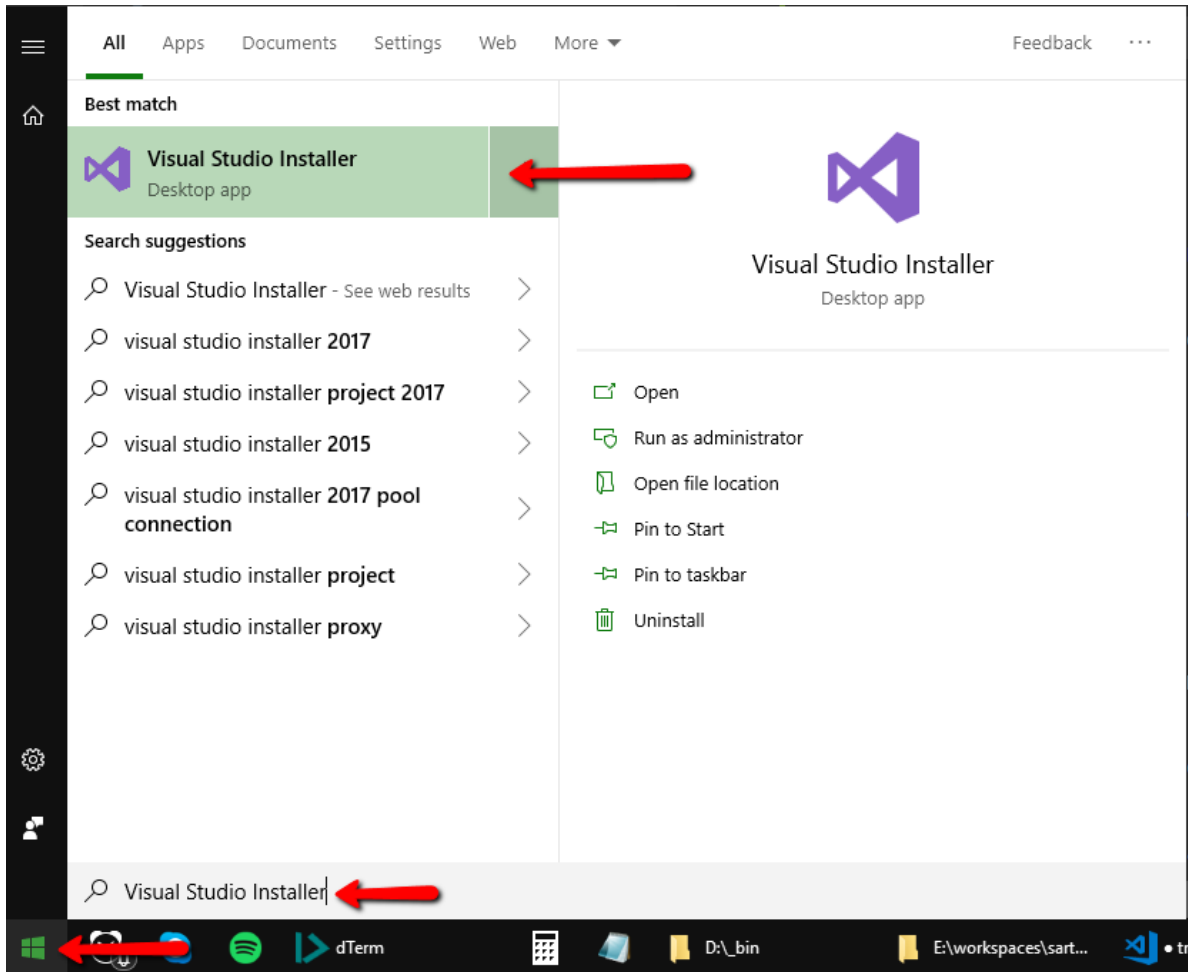 All Apps Documents Settings Web More Feedback ...
Best match
Visual Studio Installer
Desktop app
Search suggestions
Visual Studio Installer - See web results
visual studio installer 2017
visual studio installer project 2017
visual studio installer 2015
visual studio installer 2017 pool
connection
visual studio installer project
visual studio installer proxy
Visual Studio Installer
Desktop app
Open
Run as administrator
Open file location
Pin to Start
Pin to taskbar
Uninstall
Visual Studio Installer
dTerm D:\_bin E:\workspaces\sart... ● tr